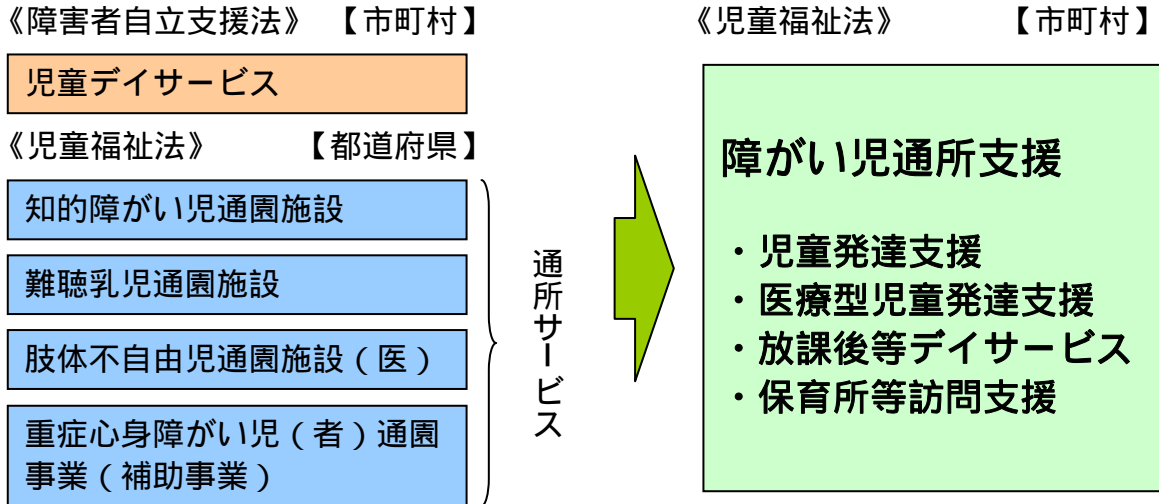 《障害者自立支援法》 【市町村】
児童デイサービス
《児童福祉法》 【都道府県】
知的障がい児通園施設
難聴乳児通園施設
肢体不自由児通園施設(医)
重症心身障がい児(者)通園
事業(補助事業)
通所サービス
《児童福祉法》 【市町村】
障がい児通所支援
・児童発達支援
・医療型児童発達支援
・放課後等デイサービス
・保育所等訪問支援